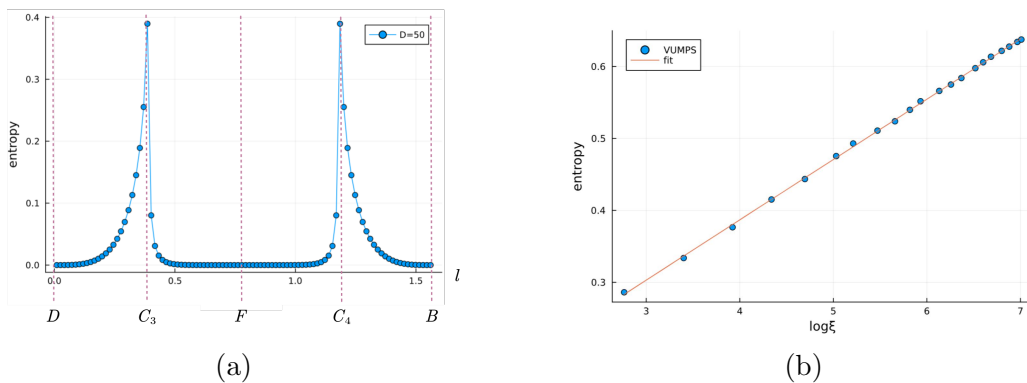 0.4
0.3
0.2
0.1
0.0
entropy
D=50
0.0 0.5 1.0 1.5 l
D C₃ F C₄ B
(a)
0.6
0.5
0.4
0.3
entropy
VUMPS
fit
3 4 5 6 7
logξ
(b)